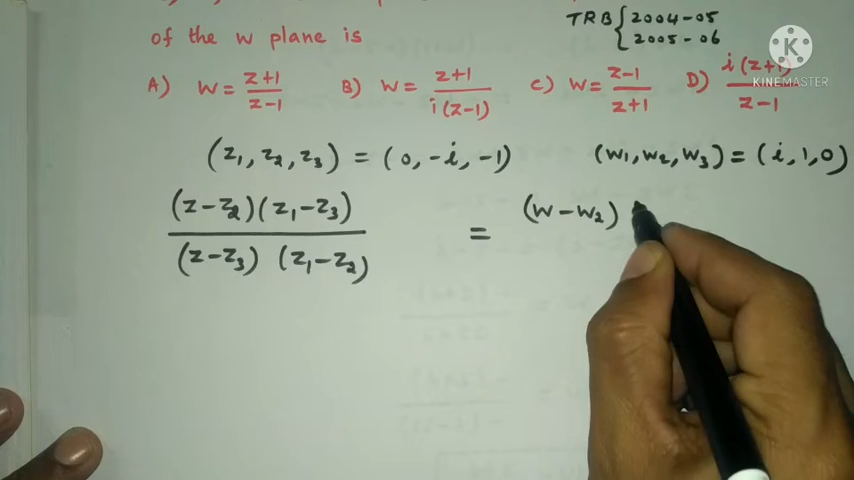 TRB { 2004-05
2005-06
of the w plane is
A) w = z+1/z-1 B) w = z+1/i(z-1) C) w = z-1/z+1 D) i(z+1)/z-1
KINEMASTER
(z1, z2, z3) = (0, -i, -1) (w1, w2, w3) = (i, 1, 0)
(z-z2)(z1-z3)/(z-z3) (z1-z2) = (w-w2)